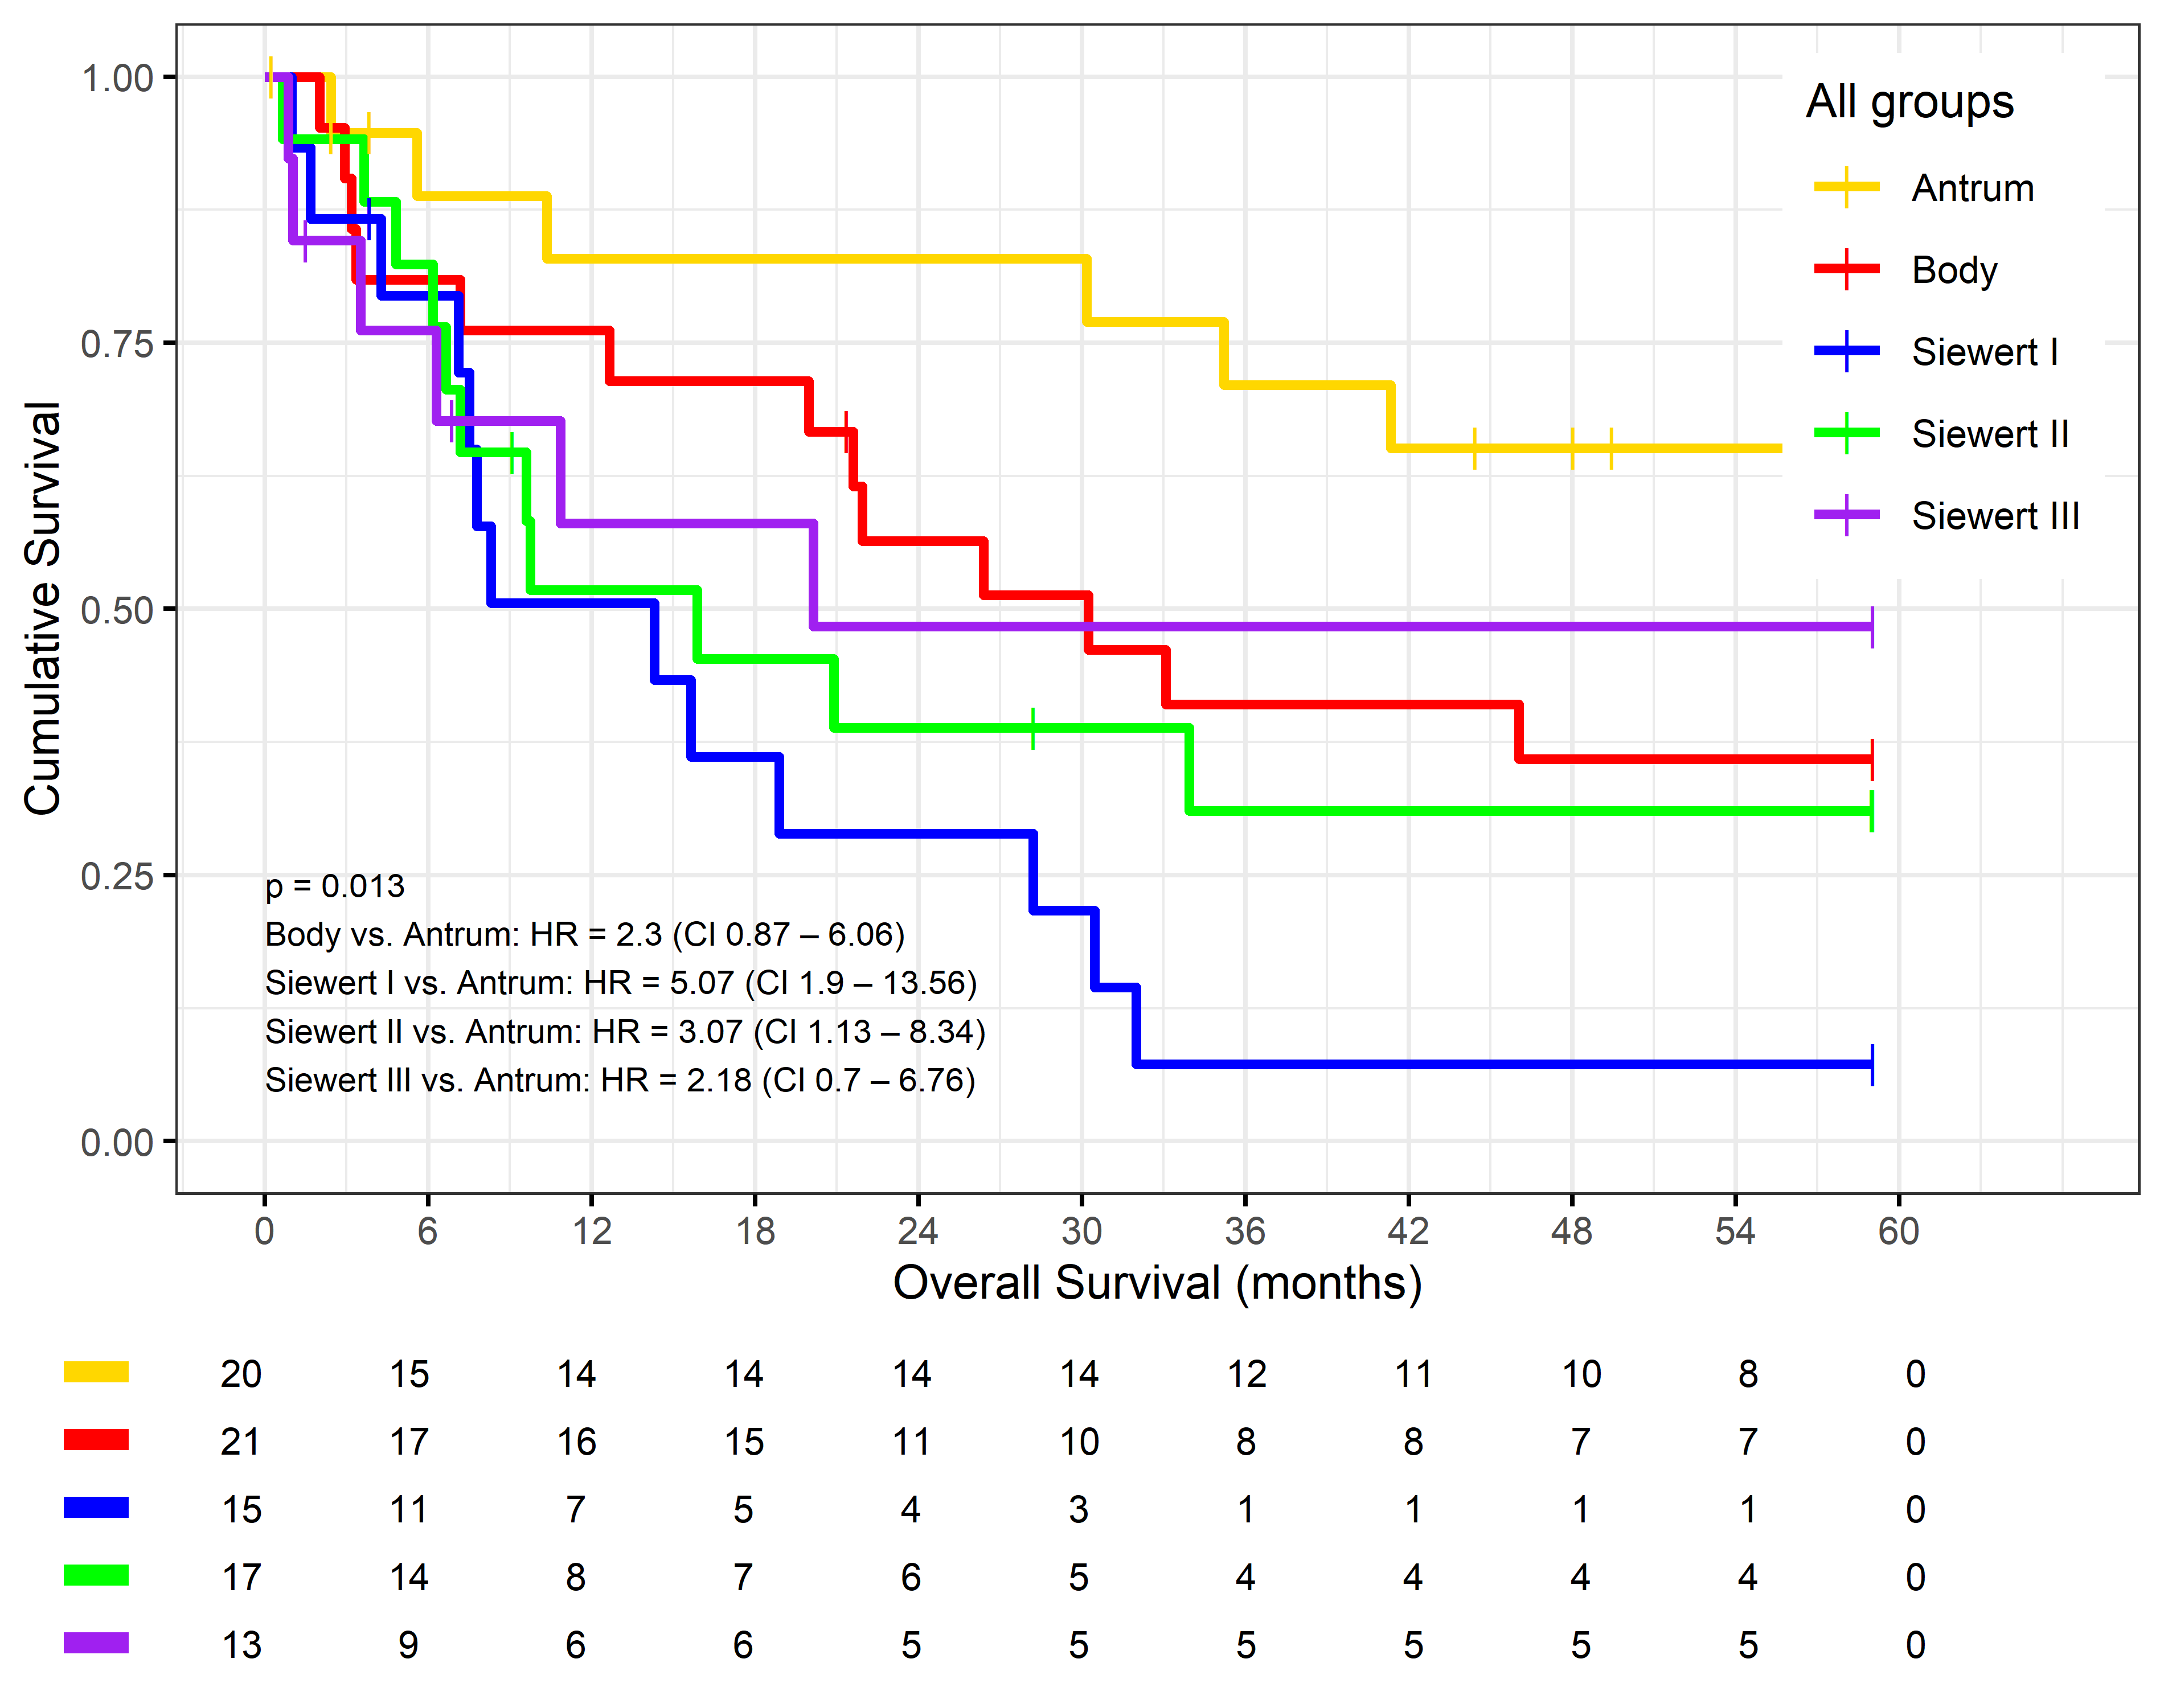 All groups
Antrum
Body
Siewert I
Siewert II
Siewert III
Cumulative Survival
1.00
0.75
0.50
0.25
0.00
p = 0.013
Body vs. Antrum: HR = 2.3 (CI 0.87 – 6.06)
Siewert I vs. Antrum: HR = 5.07 (CI 1.9 – 13.56)
Siewert II vs. Antrum: HR = 3.07 (CI 1.13 – 8.34)
Siewert III vs. Antrum: HR = 2.18 (CI 0.7 – 6.76)
0 6 12 18 24 30 36 42 48 54 60
Overall Survival (months)
20 15 14 14 14 14 12 11 10 8 0
21 17 16 15 11 10 8 8 7 7 0
15 11 7 5 4 3 1 1 1 1 0
17 14 8 7 6 5 4 4 4 4 0
13 9 6 6 5 5 5 5 5 5 0